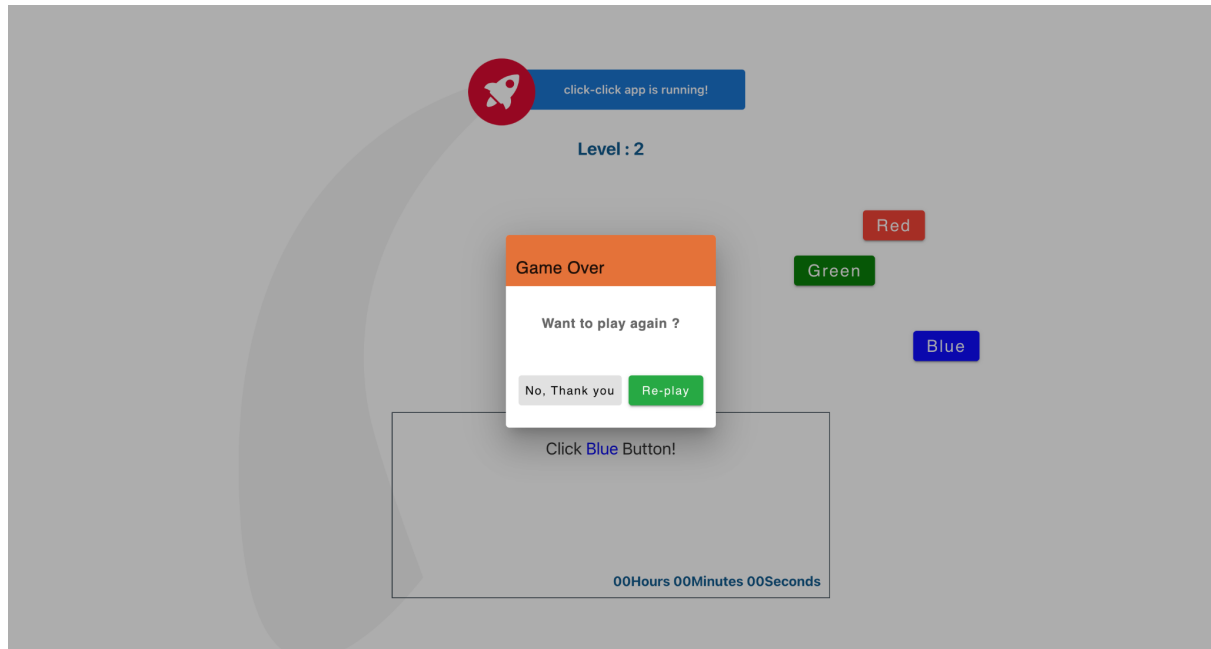 click-click app is running!
Level : 2
Red
Green
Blue
Game Over
Want to play again ?
No, Thank you Re-play
Click Blue Button!
00Hours 00Minutes 00Seconds